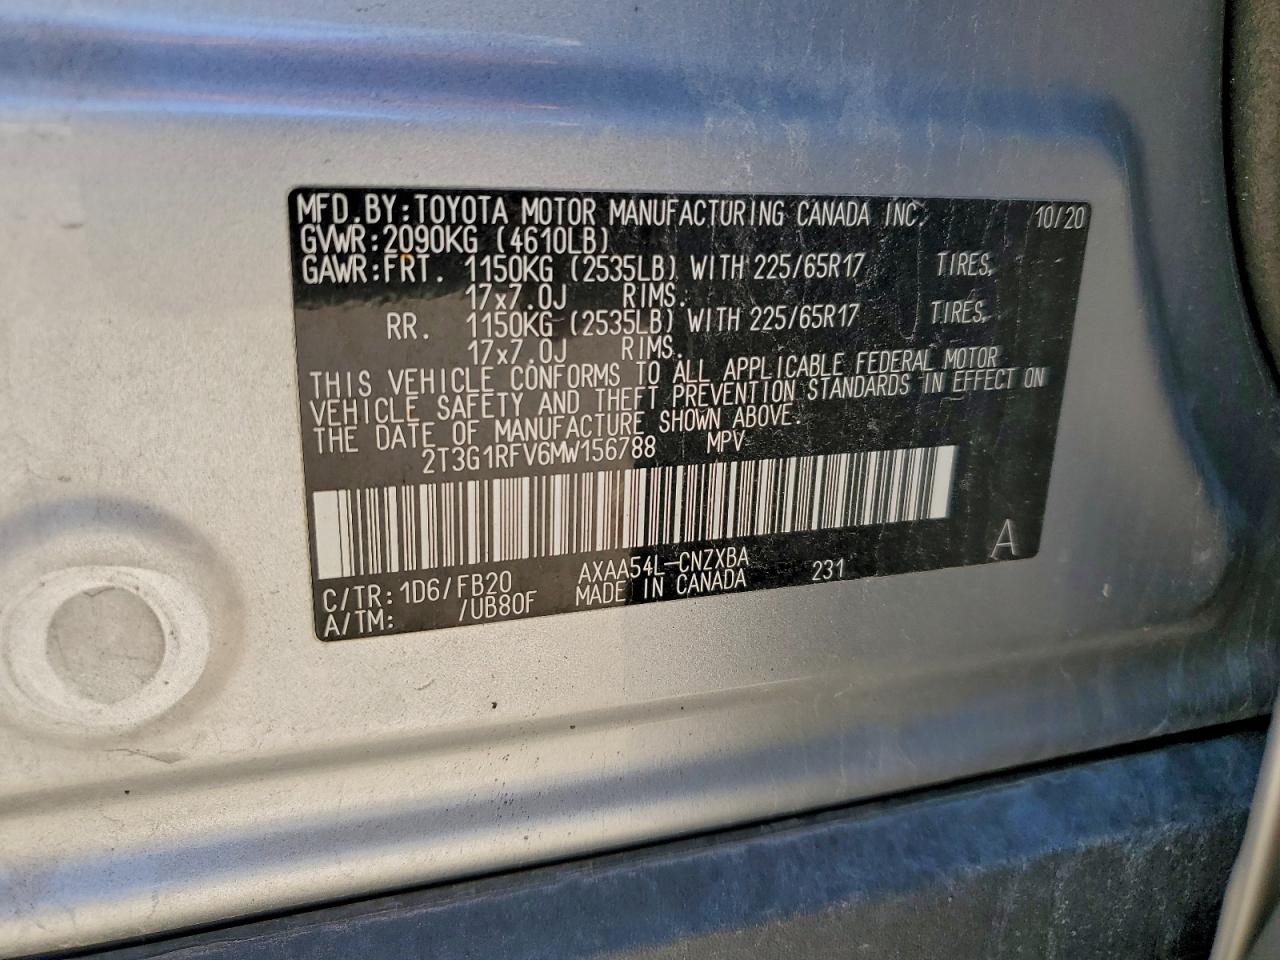 MFD.BY:TOYOTA MOTOR MANUFACTURING CANADA INC. 10/20
GVWR:2090KG (4610LB)
GAWR:FRT. 1150KG (2535LB) WITH 225/65R17 TIRES,
17x7.0J RIMS.
RR. 1150KG (2535LB) WITH 225/65R17 TIRES,
17x7.0J RIMS.
THIS VEHICLE CONFORMS TO ALL APPLICABLE FEDERAL MOTOR
VEHICLE SAFETY AND THEFT PREVENTION STANDARDS IN EFFECT ON
THE DATE OF MANUFACTURE SHOWN ABOVE.
2T3G1RFV6MW156788 MPV
A
C/TR: 1D6/FB20 AXAA54L-CNZXBA 231
A/TM: /UB80F MADE IN CANADA